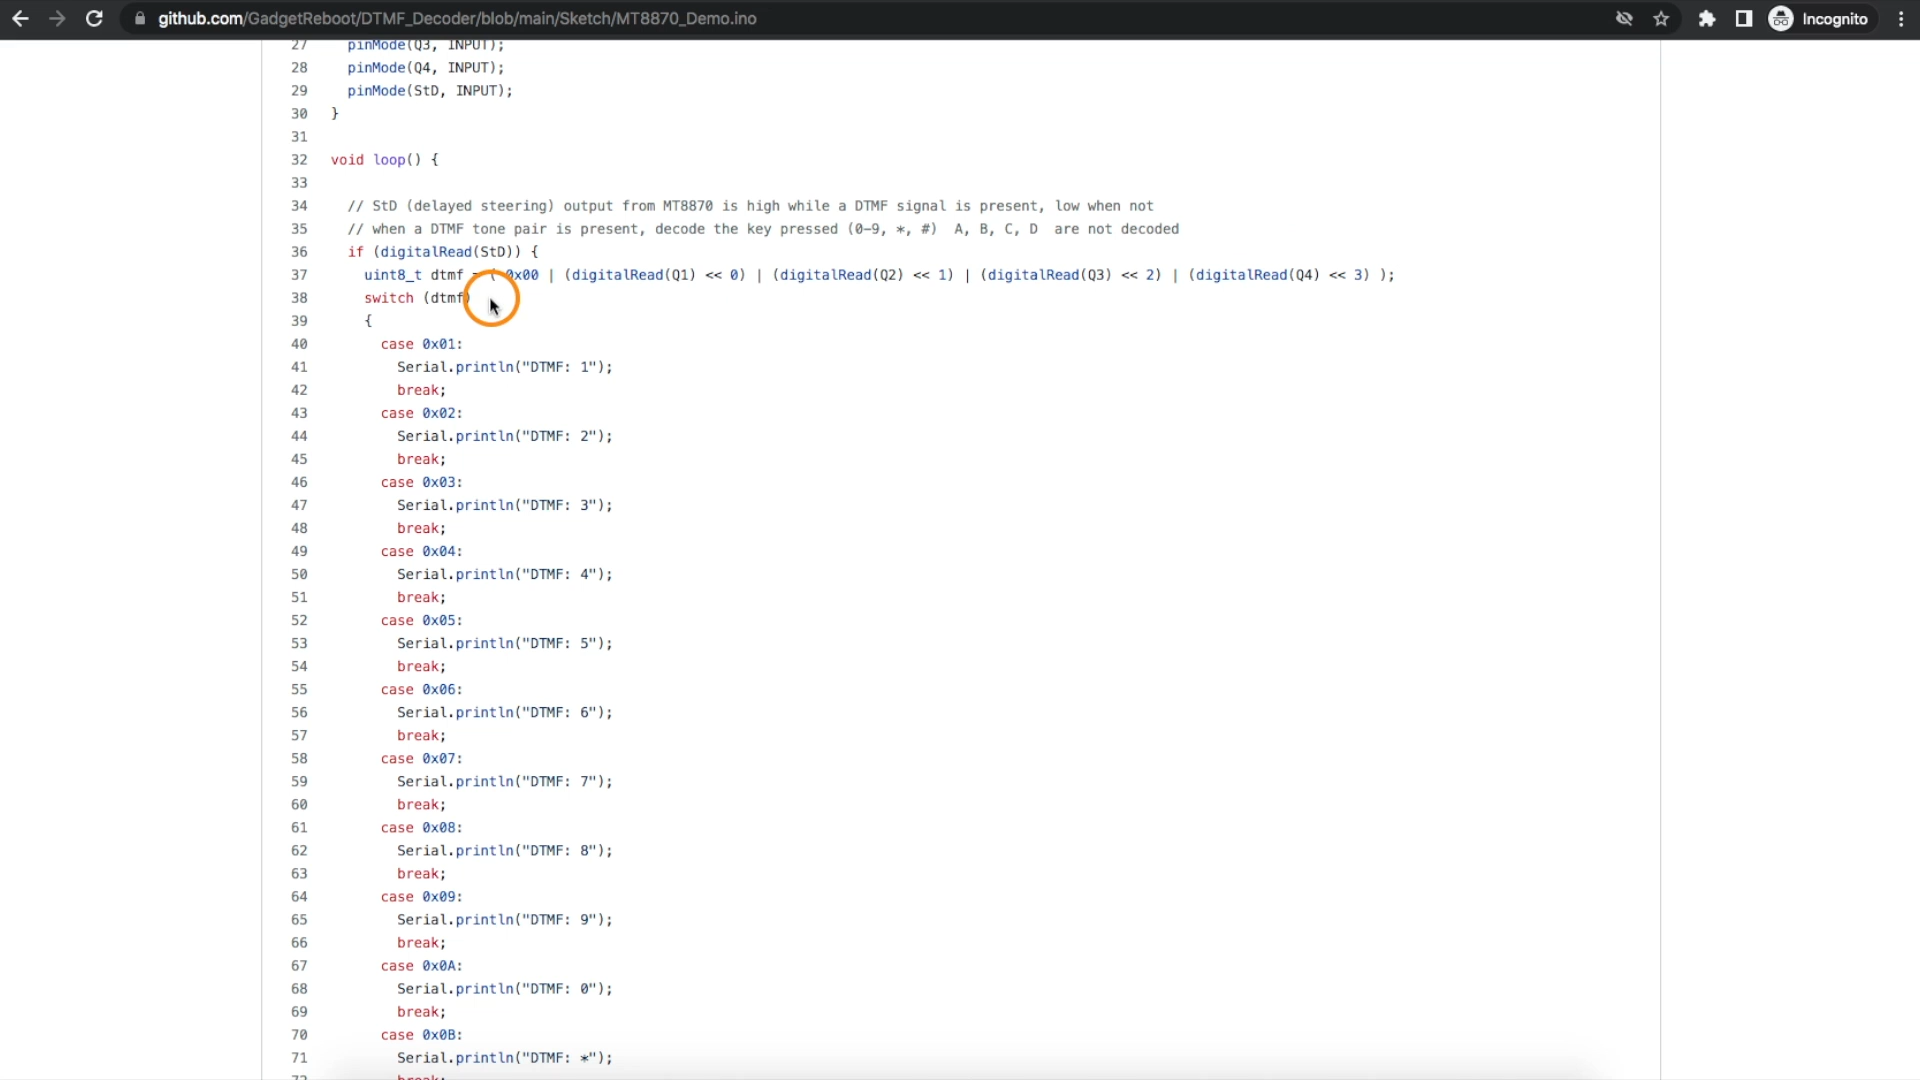 github.com/GadgetReboot/DTMF_Decoder/blob/main/Sketch/MT8870_Demo.ino
Incognito
27 pinMode(Q3, INPUT);
28 pinMode(Q4, INPUT);
29 pinMode(StD, INPUT);
30 }
31
32 void loop() {
33
34 // StD (delayed steering) output from MT8870 is high while a DTMF signal is present, low when not
35 // when a DTMF tone pair is present, decode the key pressed (0-9, *, #)  A, B, C, D  are not decoded
36 if (digitalRead(StD)) {
37 uint8_t dtmf = ( 0x00 | (digitalRead(Q1) << 0) | (digitalRead(Q2) << 1) | (digitalRead(Q3) << 2) | (digitalRead(Q4) << 3) );
38 switch (dtmf)
39 {
40 case 0x01:
41 Serial.println("DTMF: 1");
42 break;
43 case 0x02:
44 Serial.println("DTMF: 2");
45 break;
46 case 0x03:
47 Serial.println("DTMF: 3");
48 break;
49 case 0x04:
50 Serial.println("DTMF: 4");
51 break;
52 case 0x05:
53 Serial.println("DTMF: 5");
54 break;
55 case 0x06:
56 Serial.println("DTMF: 6");
57 break;
58 case 0x07:
59 Serial.println("DTMF: 7");
60 break;
61 case 0x08:
62 Serial.println("DTMF: 8");
63 break;
64 case 0x09:
65 Serial.println("DTMF: 9");
66 break;
67 case 0x0A:
68 Serial.println("DTMF: 0");
69 break;
70 case 0x0B:
71 Serial.println("DTMF: *");
72 break;